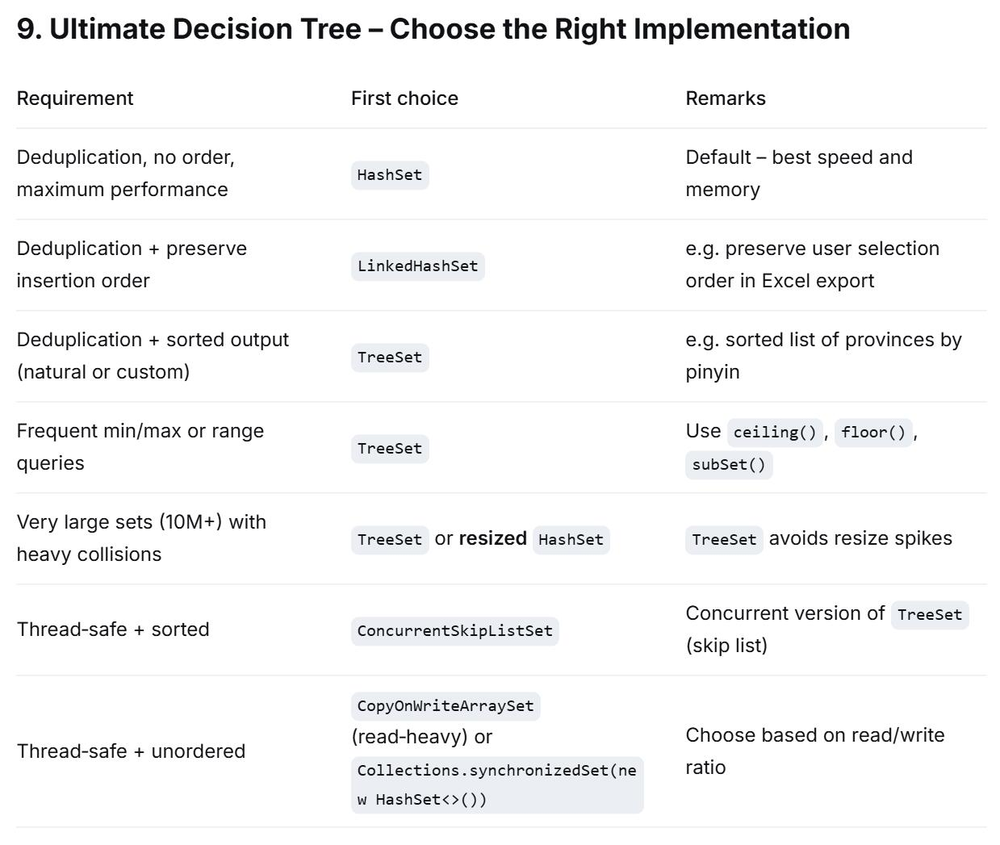 9. Ultimate Decision Tree – Choose the Right Implementation
Requirement
First choice
Remarks
Deduplication, no order,
maximum performance
HashSet
Default – best speed and
memory
Deduplication + preserve
insertion order
LinkedHashSet
e.g. preserve user selection
order in Excel export
Deduplication + sorted output
(natural or custom)
TreeSet
e.g. sorted list of provinces by
pinyin
Frequent min/max or range
queries
TreeSet
Use ceiling(), floor(),
subSet()
Very large sets (10M+) with
heavy collisions
TreeSet or resized HashSet
TreeSet avoids resize spikes
Thread-safe + sorted
ConcurrentSkipListSet
Concurrent version of TreeSet
(skip list)
Thread-safe + unordered
CopyOnWriteArraySet
(read-heavy) or
Collections.synchronizedSet(ne
w HashSet<>())
Choose based on read/write
ratio